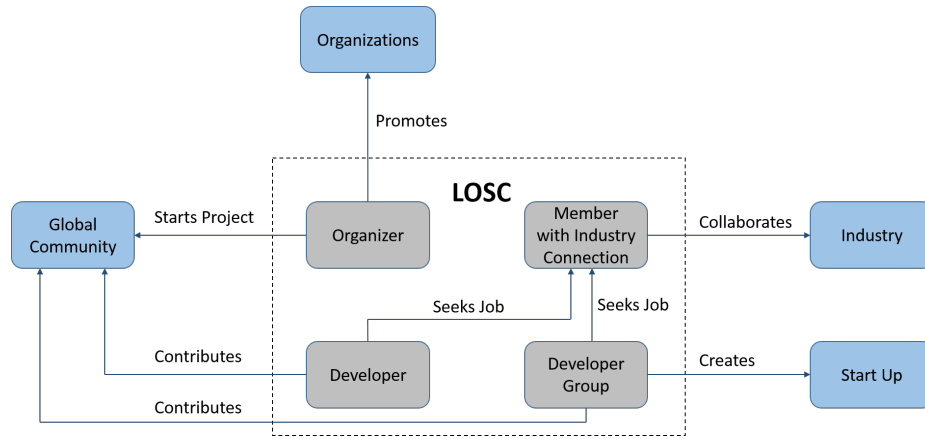 Organizations
Promotes
LOSC
Global
Community
Starts Project
Organizer
Member
with Industry
Connection
Collaborates
Industry
Seeks Job
Seeks Job
Contributes
Developer
Developer
Group
Creates
Start Up
Contributes